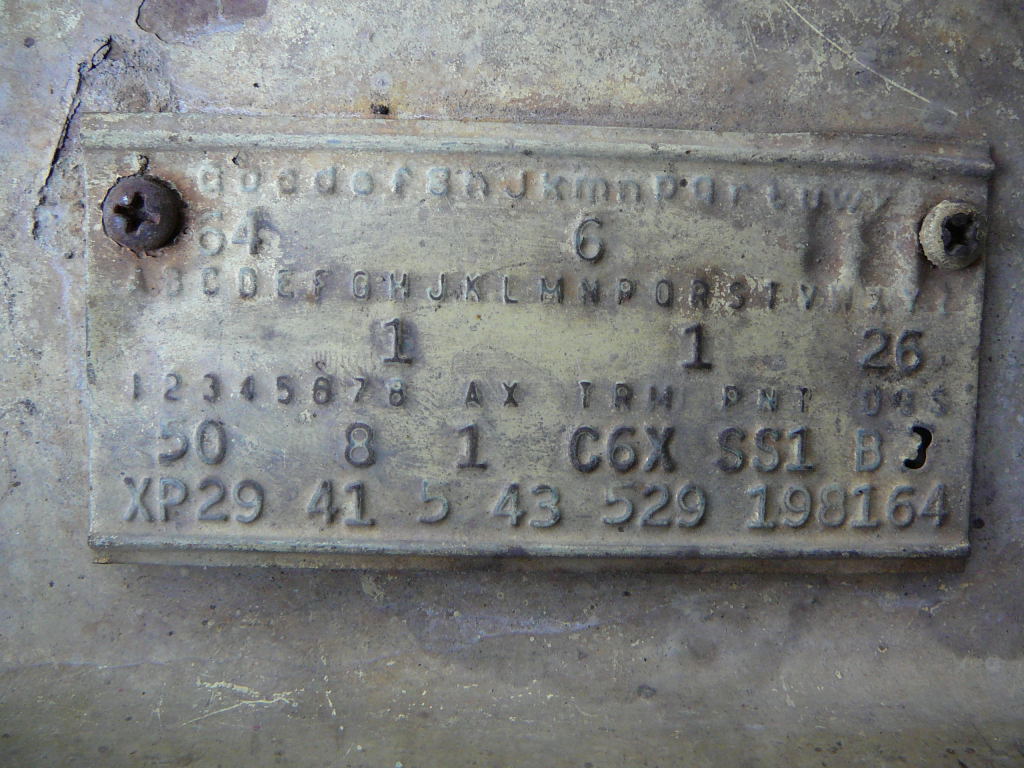 a b c d e f g h J k m n p q r t u w y
64 6
A B C D E F G H J K L M N P Q R S T V W X Y
1 1 26
1 2 3 4 5 6 7 8 AX TRM PNT UBS
50 8 1 C6X SS1 B
XP29 41 5 43 529 198164